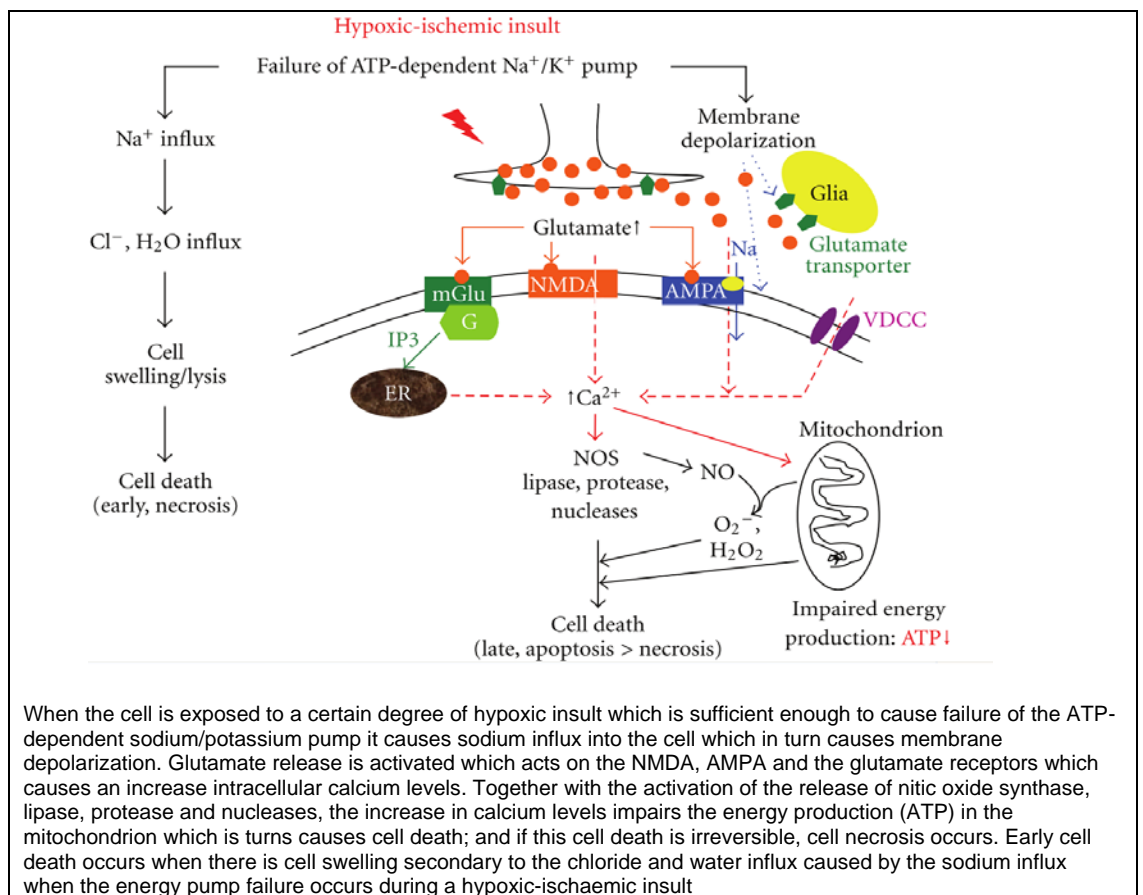 Hypoxic-ischemic insult
Failure of ATP-dependent Na⁺/K⁺ pump
Na⁺ influx
Membrane
depolarization
Glia
Cl⁻, H₂O influx
Glutamate↑
Na
Glutamate
transporter
mGlu
NMDA
AMPA
G
VDCC
IP3
Cell
swelling/lysis
ER
↑Ca²⁺
Mitochondrion
Cell death
(early, necrosis)
NOS
lipase, protease,
nucleases
NO
O₂⁻,
H₂O₂
Impaired energy
production: ATP↓
Cell death
(late, apoptosis > necrosis)
When the cell is exposed to a certain degree of hypoxic insult which is sufficient enough to cause failure of the ATP-
dependent sodium/potassium pump it causes sodium influx into the cell which in turn causes membrane
depolarization. Glutamate release is activated which acts on the NMDA, AMPA and the glutamate receptors which
causes an increase intracellular calcium levels. Together with the activation of the release of nitic oxide synthase,
lipase, protease and nucleases, the increase in calcium levels impairs the energy production (ATP) in the
mitochondrion which is turns causes cell death; and if this cell death is irreversible, cell necrosis occurs. Early cell
death occurs when there is cell swelling secondary to the chloride and water influx caused by the sodium influx
when the energy pump failure occurs during a hypoxic-ischaemic insult